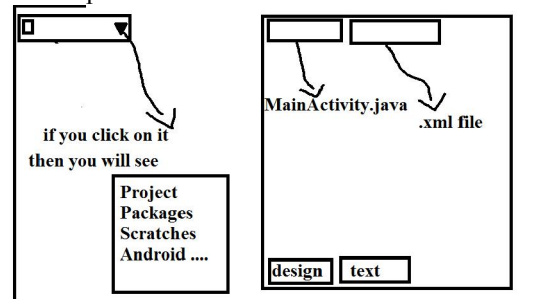 if you click on it
then you will see
Project
Packages
Scratches
Android ....
MainActivity.java
.xml file
design
text